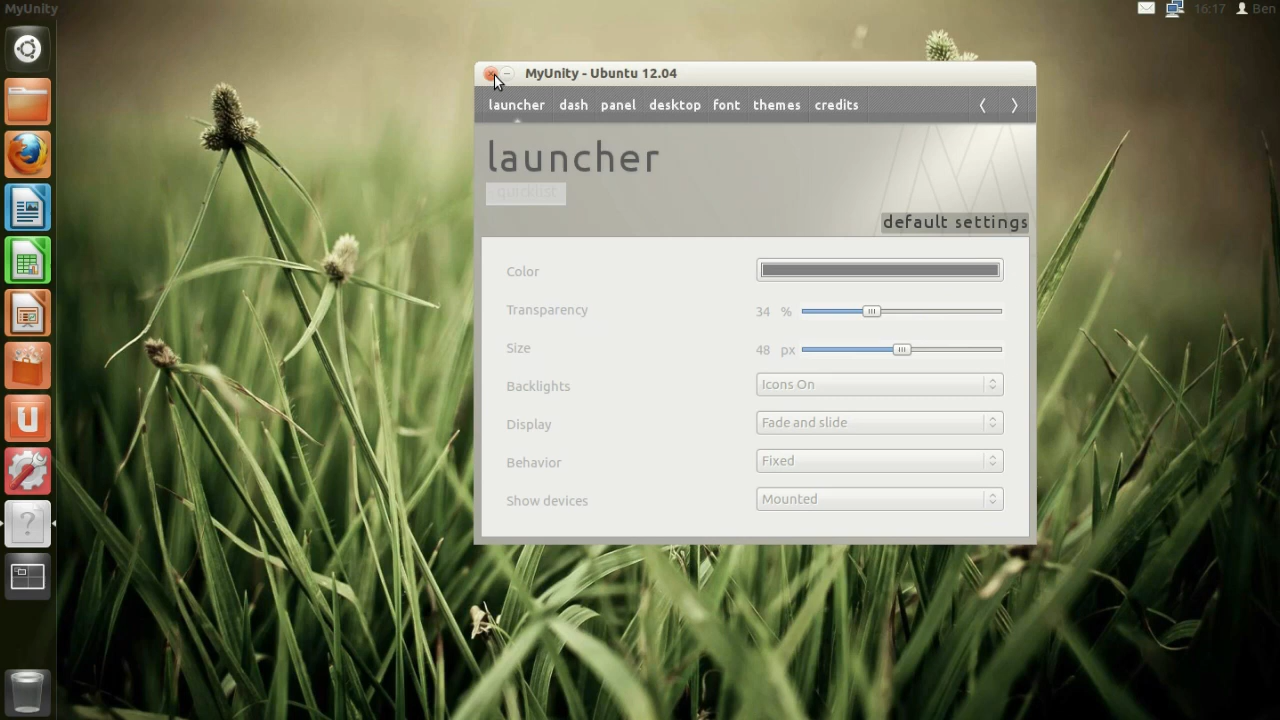 MyUnity
16:17 Ben
MyUnity - Ubuntu 12.04
launcher dash panel desktop font themes credits
launcher
quicklist
default settings
Color
Transparency 34 %
Size 48 px
Backlights Icons On
Display Fade and slide
Behavior Fixed
Show devices Mounted